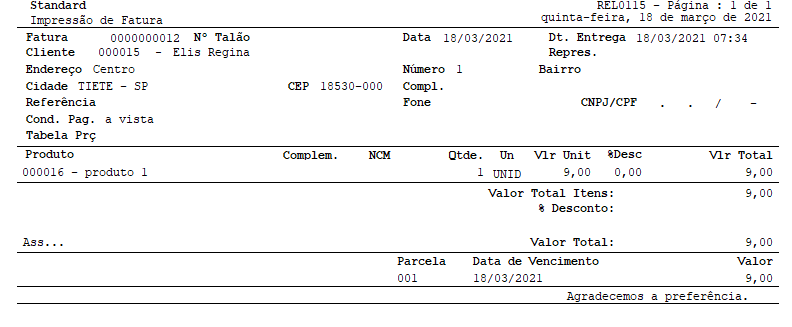 Standard REL0115 - Página : 1 de 1
Impressão de Fatura quinta-feira, 18 de março de 2021
Fatura 0000000012 Nº Talão Data 18/03/2021 Dt. Entrega 18/03/2021 07:34
Cliente 000015 - Elis Regina Repres.
Endereço Centro Número 1 Bairro
Cidade TIETE - SP CEP 18530-000 Compl.
Referência Fone CNPJ/CPF . . / -
Cond. Pag. a vista
Tabela Prç
Produto Complem. NCM Qtde. Un Vlr Unit %Desc Vlr Total
000016 - produto 1 1 UNID 9,00 0,00 9,00
Valor Total Itens: 9,00
% Desconto:
Ass... Valor Total: 9,00
Parcela Data de Vencimento Valor
001 18/03/2021 9,00
Agradecemos a preferência.